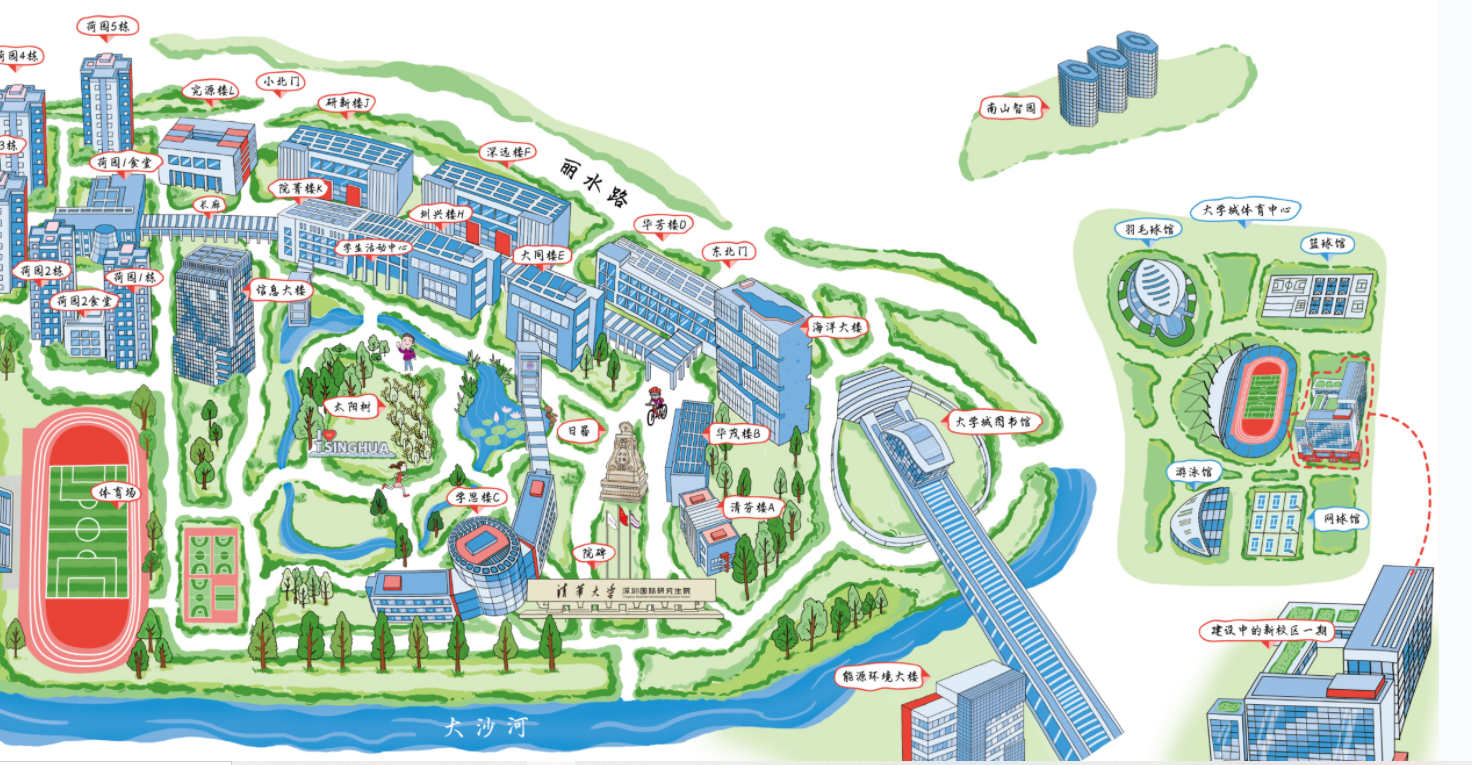 荷园5栋
荷园4栋
究源楼L
小北门
研新楼J
南山智园
3栋
荷园1食堂
深远楼F
丽水路
院菁楼K
长廊
圳兴楼H
华芳楼D
大学城体育中心
羽毛球馆
篮球馆
学生活动中心
大同楼E
东北门
荷园2栋
荷园1栋
信息大楼
荷园2食堂
海洋大楼
太阳树
I
TSINGHUA
日晷
华茂楼B
大学城图书馆
游泳馆
网球馆
体育场
学思楼C
清芬楼A
院碑
清华大学 深圳国际研究生院
建设中的新校区一期
能源环境大楼
大沙河